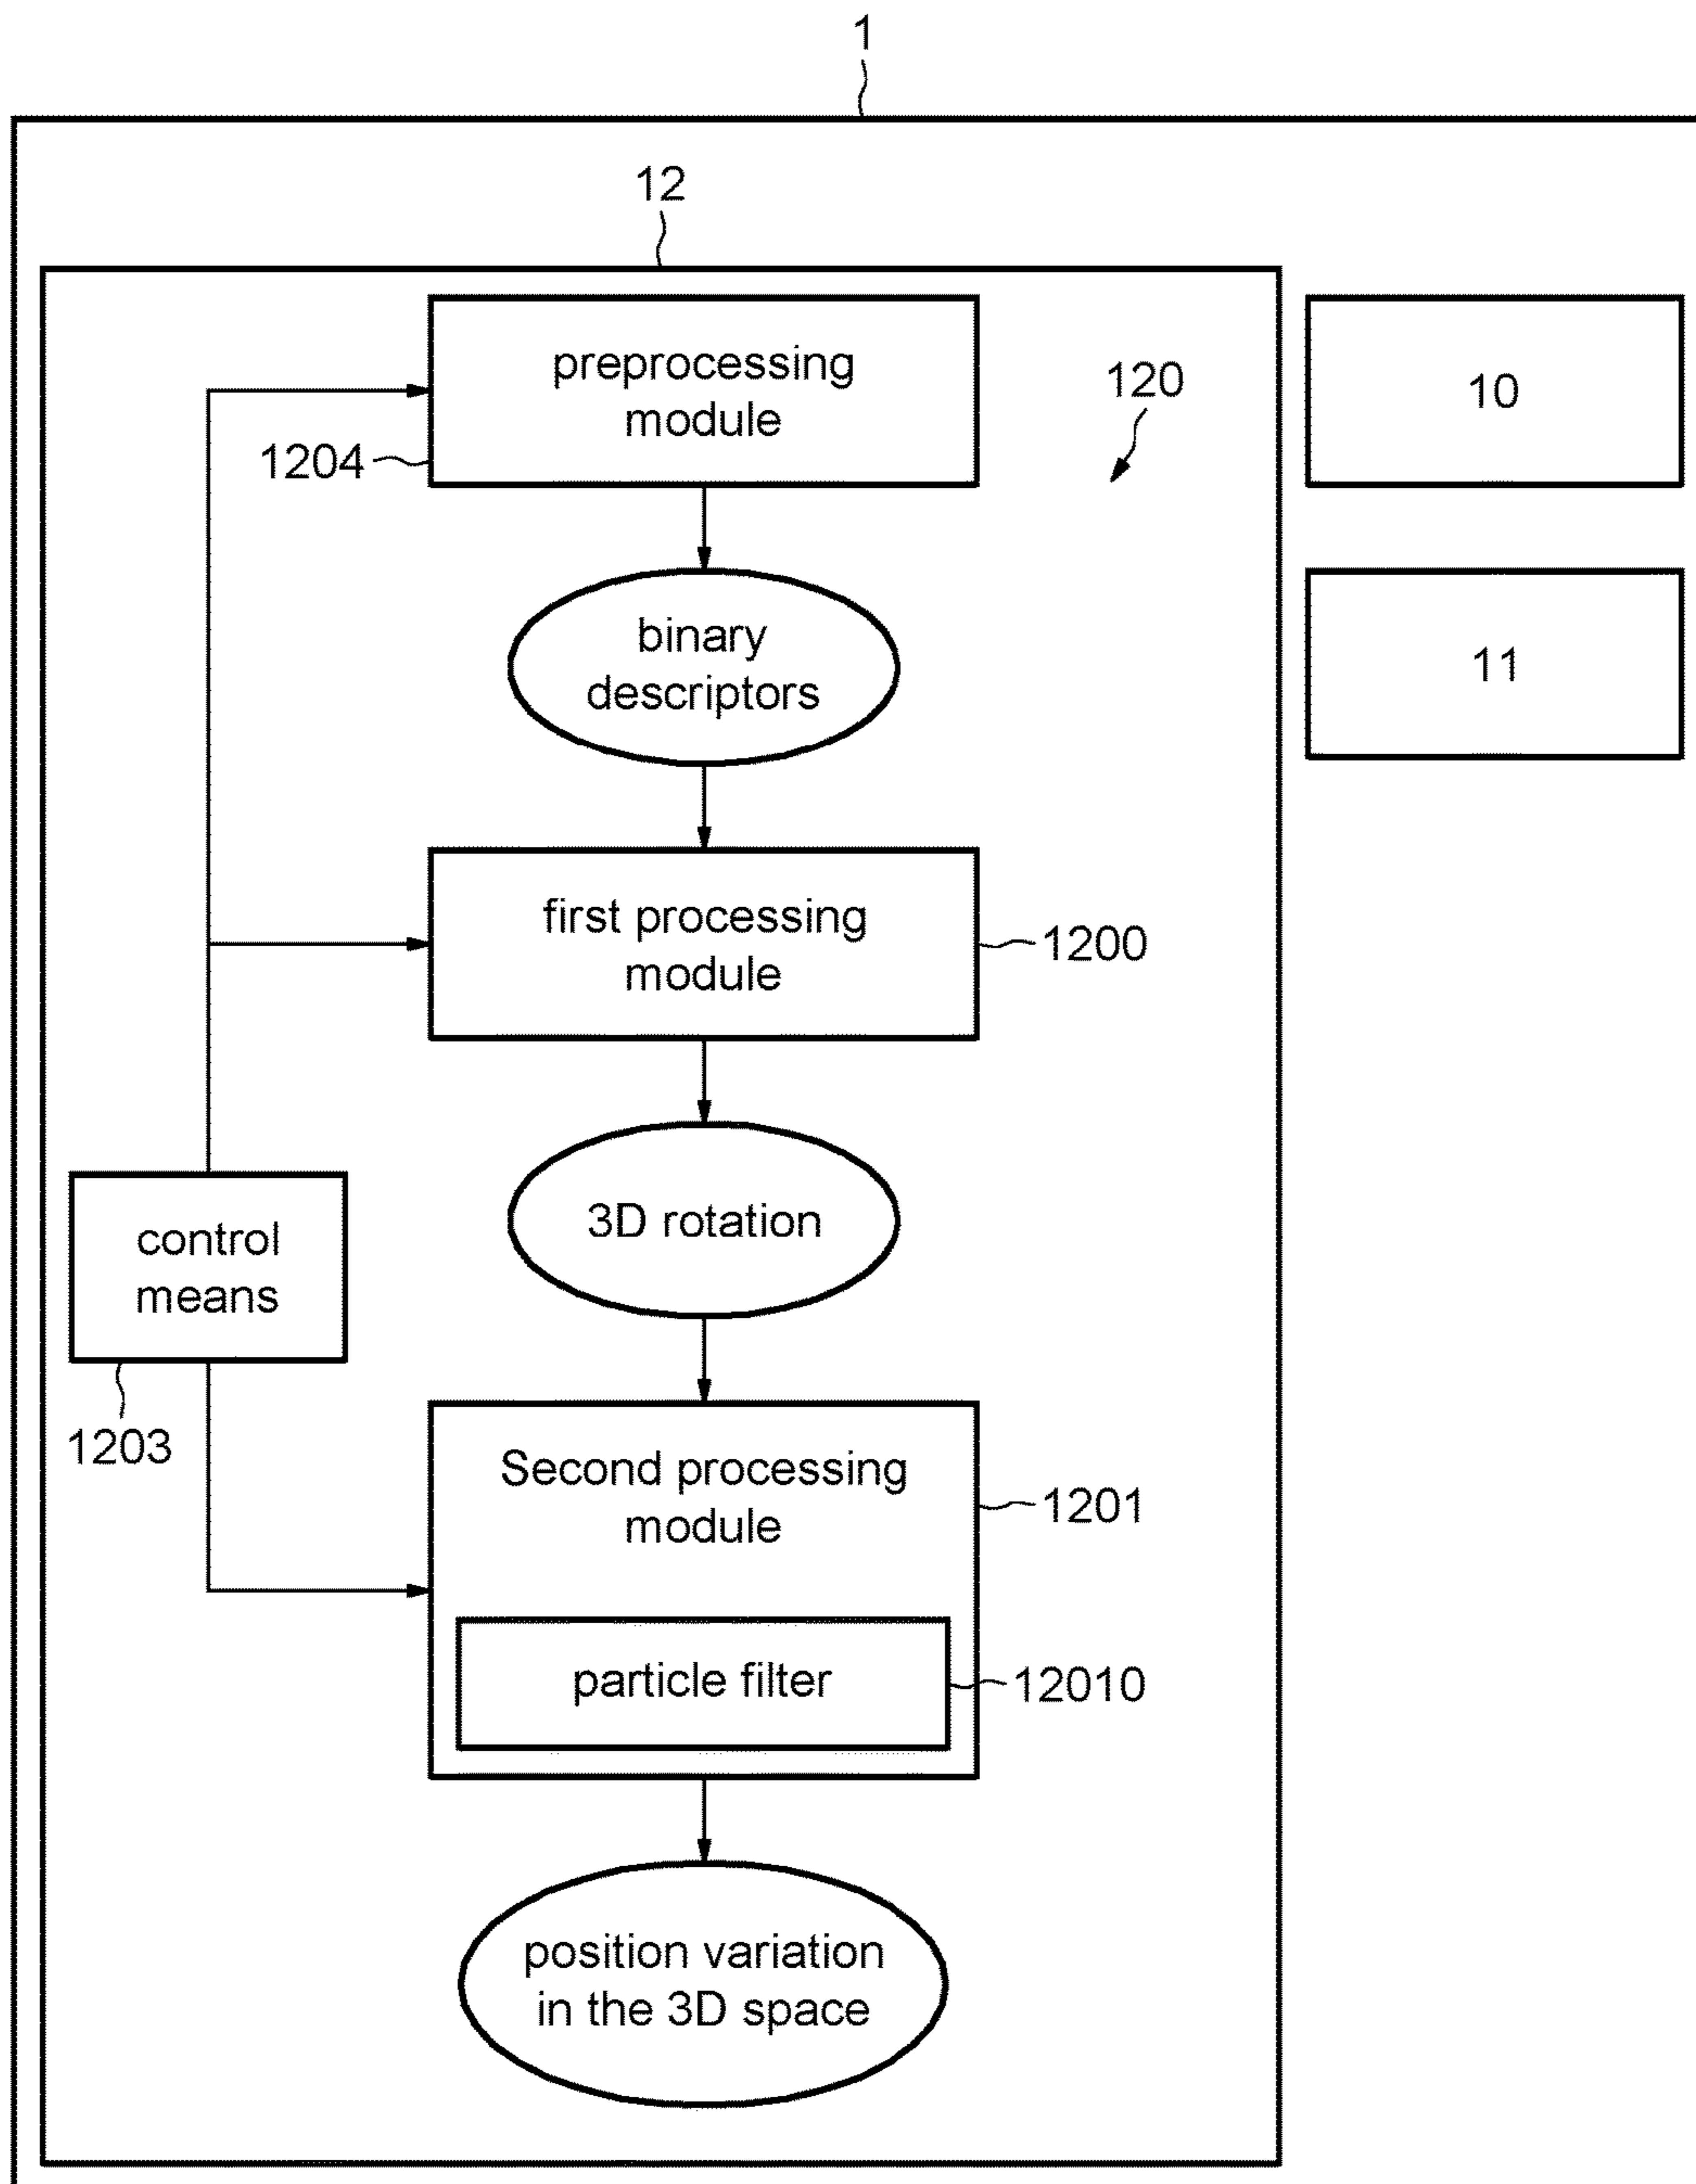 1
12
preprocessing
module
1204
120
10
binary
descriptors
11
first processing
module
1200
3D rotation
control
means
1203
Second processing
module
1201
particle filter
12010
position variation
in the 3D space